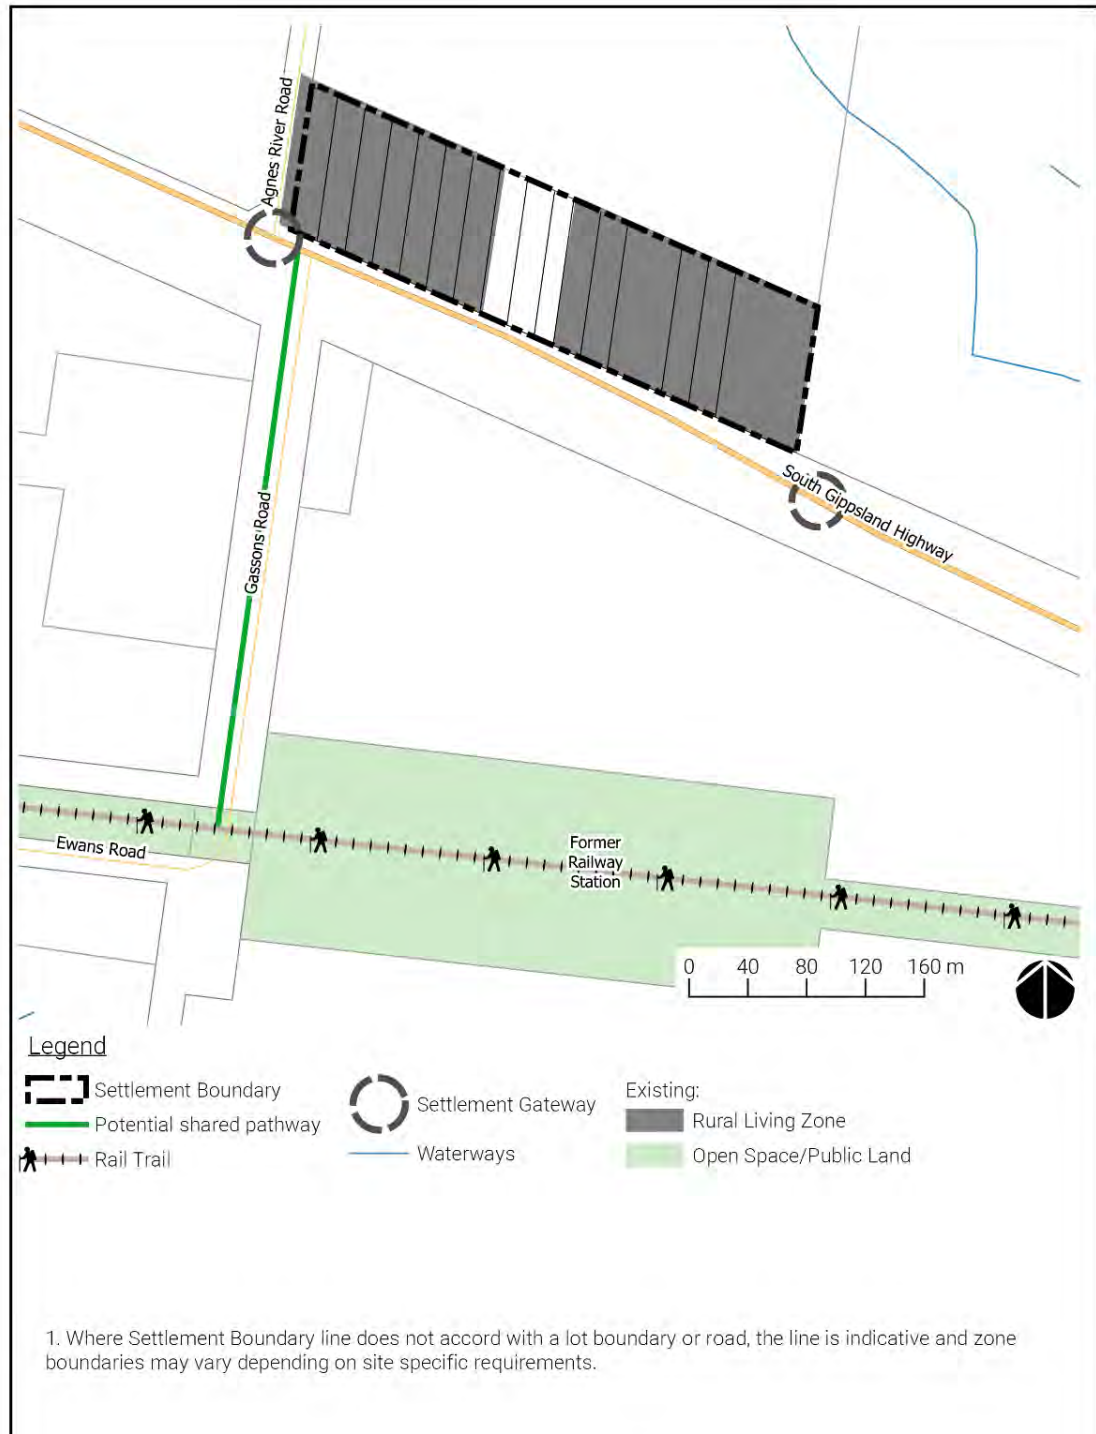 Agnes River Road
South Gippsland Highway
Gassons Road
Ewans Road
Former
Railway
Station
0 40 80 120 160 m
Legend
Settlement Boundary
Potential shared pathway
Rail Trail
Settlement Gateway
Waterways
Existing:
Rural Living Zone
Open Space/Public Land
1. Where Settlement Boundary line does not accord with a lot boundary or road, the line is indicative and zone
boundaries may vary depending on site specific requirements.